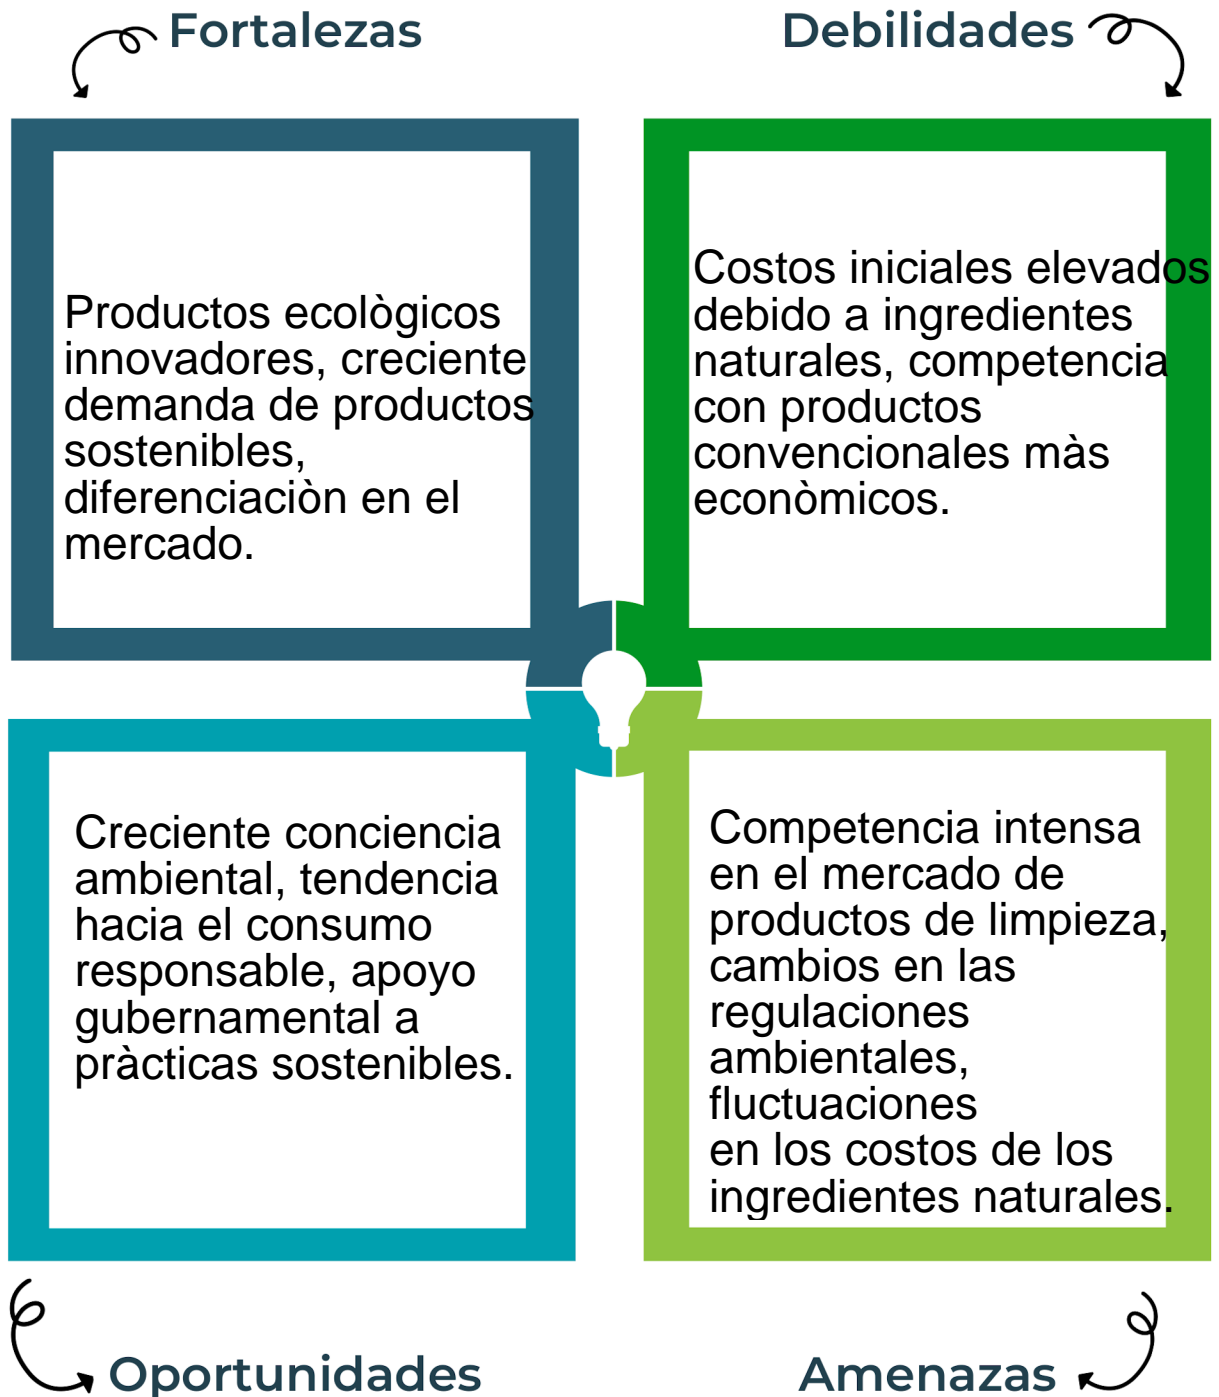 Fortalezas
Productos ecològicos
innovadores, creciente
demanda de productos
sostenibles,
diferenciaciòn en el
mercado.
Debilidades
Costos iniciales elevados
debido a ingredientes
naturales, competencia
con productos
convencionales màs
econòmicos.
Creciente conciencia
ambiental, tendencia
hacia el consumo
responsable, apoyo
gubernamental a
pràcticas sostenibles.
Oportunidades
Competencia intensa
en el mercado de
productos de limpieza,
cambios en las
regulaciones
ambientales,
fluctuaciones
en los costos de los
ingredientes naturales.
Amenazas